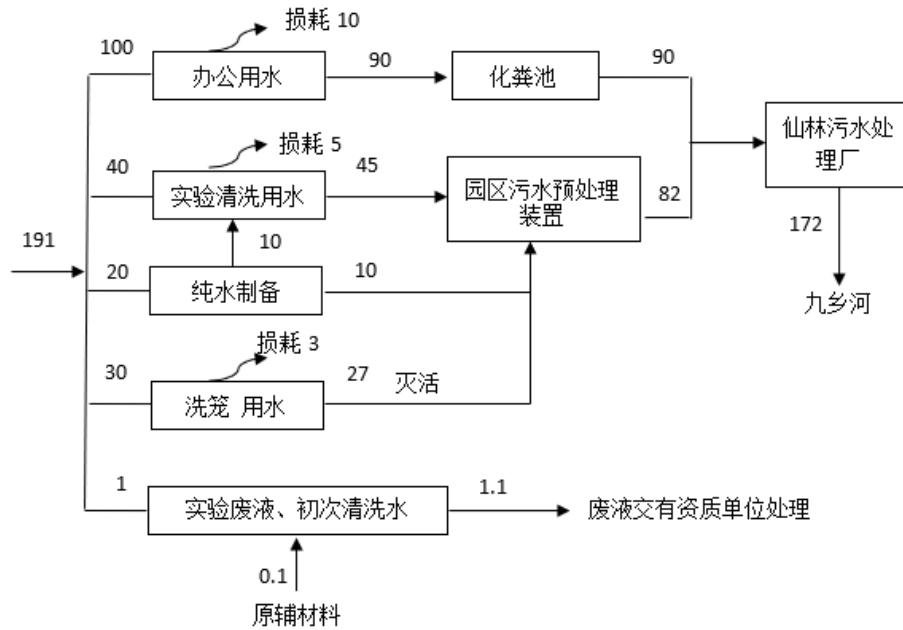 损耗 10
100
办公用水
90
化粪池
90
仙林污水处
理厂
损耗 5
40
实验清洗用水
45
园区污水预处理
装置
82
191
10
172
20
纯水制备
10
九乡河
损耗 3
30
洗笼 用水
27
灭活
1
实验废液、初次清洗水
1.1
废液交有资质单位处理
0.1
原辅材料